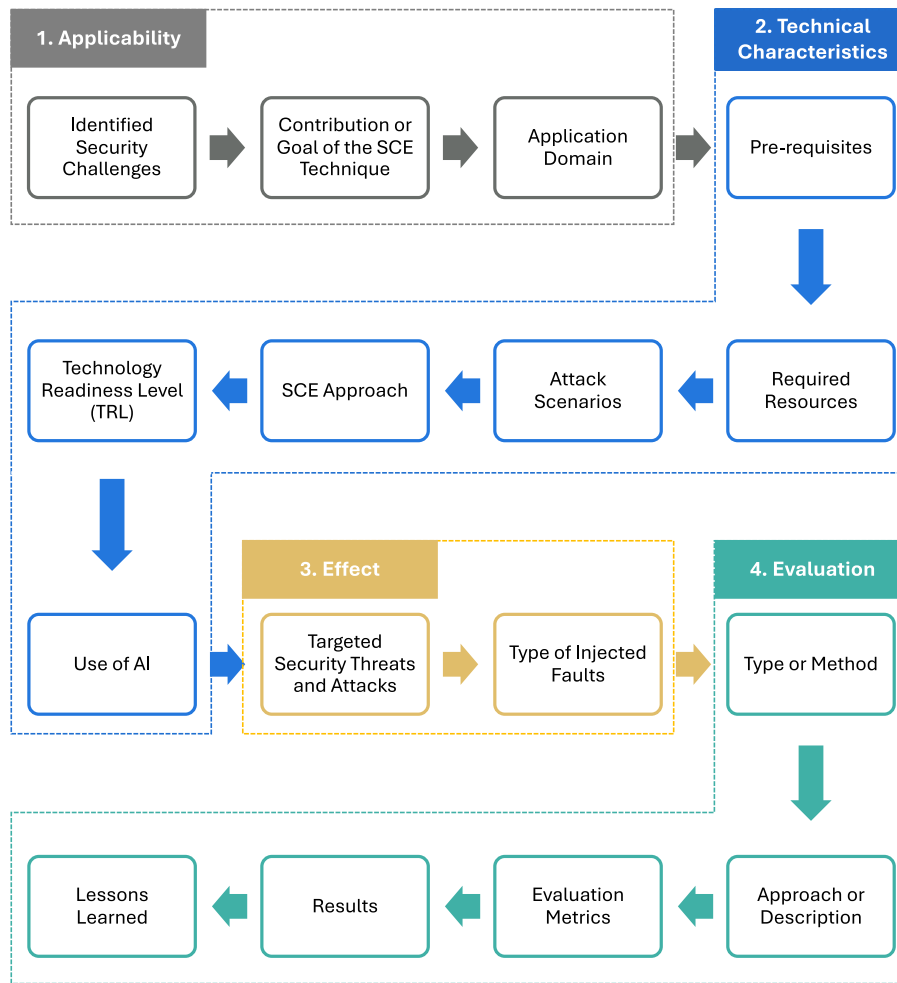 1. Applicability
2. Technical
Characteristics
Identified
Security
Challenges
Contribution or
Goal of the SCE
Technique
Application
Domain
Pre-requisites
Technology
Readiness Level
(TRL)
SCE Approach
Attack
Scenarios
Required
Resources
3. Effect
4. Evaluation
Use of AI
Targeted
Security Threats
and Attacks
Type of Injected
Faults
Type or Method
Lessons
Learned
Results
Evaluation
Metrics
Approach or
Description